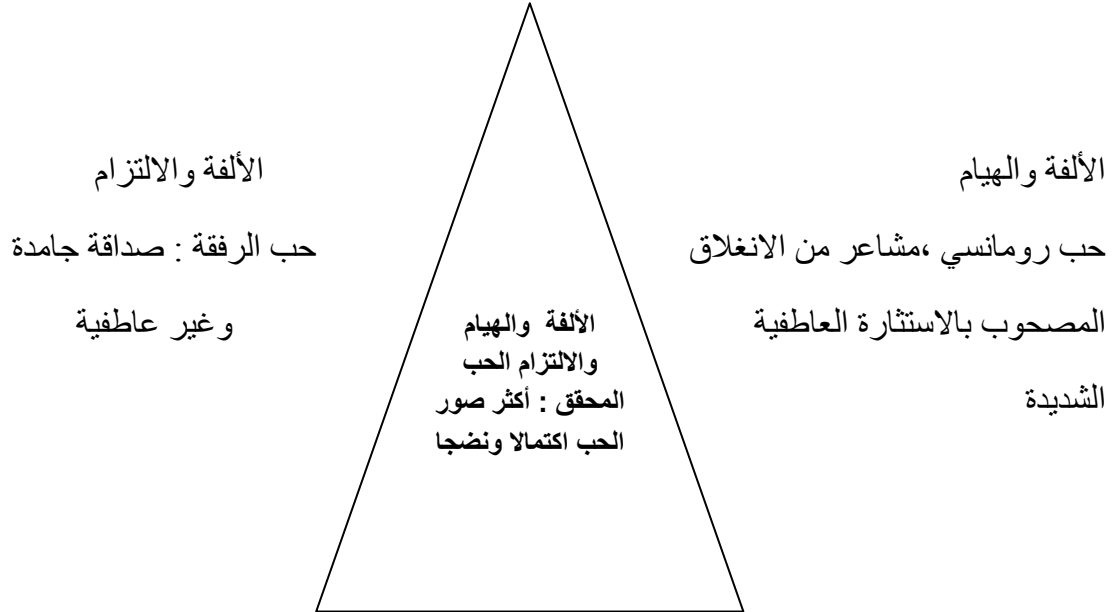 الألفة والهيام
حب رومانسي ،مشاعر من الانغلاق
المصحوب بالاستثارة العاطفية
الشديدة
الألفة والهيام
والالتزام الحب
المحقق : أكثر صور
الحب اكتمالا ونضجا
الألفة والالتزام
حب الرفقة : صداقة جامدة
وغير عاطفية